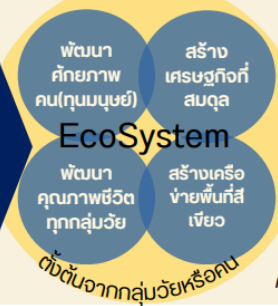 พัฒนา
ศักยภาพ
คน(ทุนมนุษย์)
สร้าง
เศรษฐกิจที่
สมดุล
EcoSystem
พัฒนา
คุณภาพชีวิต
ทุกกลุ่มวัย
สร้างเครือ
ข่ายพื้นที่สี
เขียว
ตั้งต้นจากกลุ่มวัยหรือคน